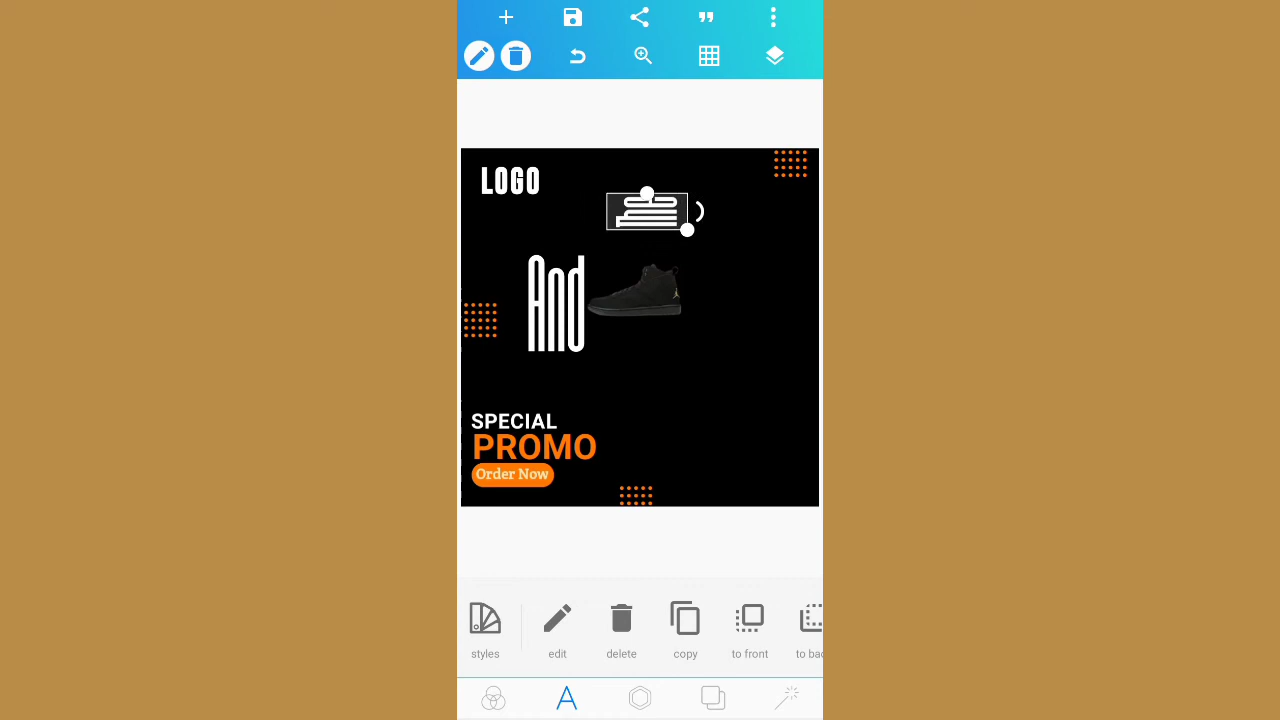 LOGO
And
SPECIAL
PROMO
Order Now
styles
edit
delete
copy
to front